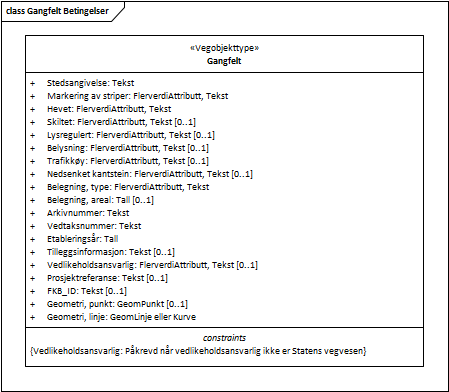 class Gangfelt Betingelser
«Vegobjekttype»
Gangfelt
+ Stedsangivelse: Tekst
+ Markering av striper: FlerverdiAttributt, Tekst
+ Hevet: FlerverdiAttributt, Tekst
+ Skiltet: FlerverdiAttributt, Tekst [0..1]
+ Lysregulert: FlerverdiAttributt, Tekst [0..1]
+ Belysning: FlerverdiAttributt, Tekst [0..1]
+ Trafikkøy: FlerverdiAttributt, Tekst [0..1]
+ Nedsenket kantstein: FlerverdiAttributt, Tekst [0..1]
+ Belegning, type: FlerverdiAttributt, Tekst
+ Belegning, areal: Tall [0..1]
+ Arkivnummer: Tekst
+ Vedtaksnummer: Tekst
+ Etableringsår: Tall
+ Tilleggsinformasjon: Tekst [0..1]
+ Vedlikeholdsansvarlig: FlerverdiAttributt, Tekst [0..1]
+ Prosjektreferanse: Tekst [0..1]
+ FKB_ID: Tekst [0..1]
+ Geometri, punkt: GeomPunkt [0..1]
+ Geometri, linje: GeomLinje eller Kurve
constraints
{Vedlikeholdsansvarlig: Påkrevd når vedlikeholdsansvarlig ikke er Statens vegvesen}